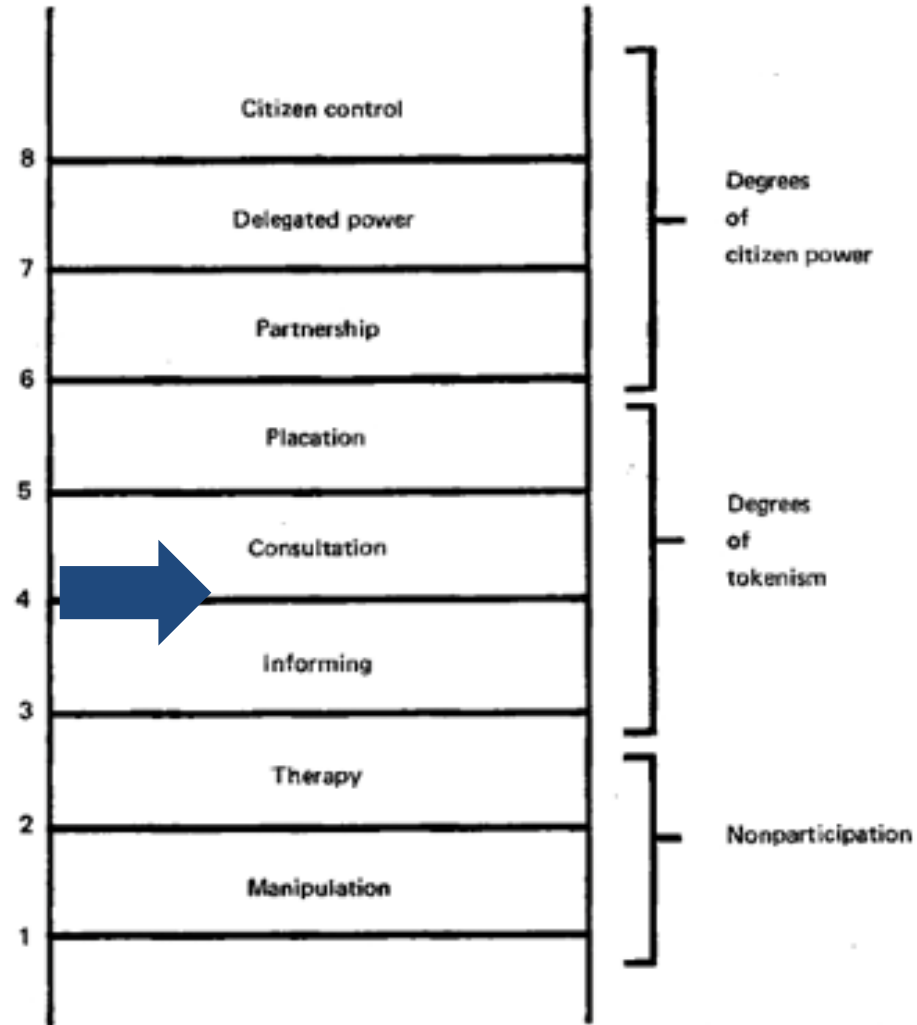 Citizen control
8
Delegated power
7
Partnership
6
Placation
5
Consultation
4
Informing
3
Therapy
2
Manipulation
1
Degrees
of
citizen power
Degrees
of
tokenism
Nonparticipation